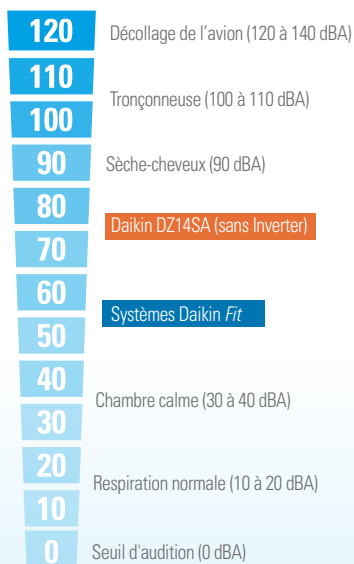 120 Décollage de l’avion (120 à 140 dBA)
110
Tronçonneuse (100 à 110 dBA)
100
90 Sèche-cheveux (90 dBA)
80
Daikin DZ14SA (sans Inverter)
70
60
Systèmes Daikin Fit
50
40
Chambre calme (30 à 40 dBA)
30
20
Respiration normale (10 à 20 dBA)
10
0 Seuil d'audition (0 dBA)